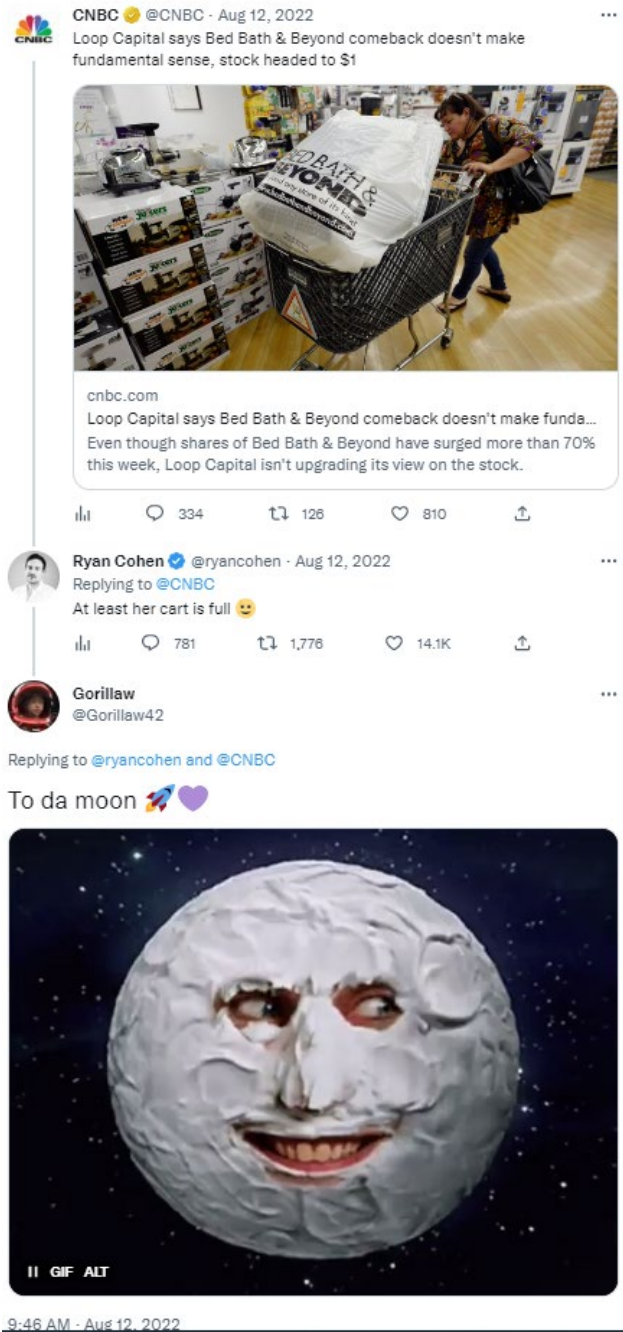 CNBC @CNBC · Aug 12, 2022
Loop Capital says Bed Bath & Beyond comeback doesn't make
fundamental sense, stock headed to $1
CNBC
BED BATH &
BEYOND
cnbc.com
Loop Capital says Bed Bath & Beyond comeback doesn't make funda...
Even though shares of Bed Bath & Beyond have surged more than 70%
this week, Loop Capital isn't upgrading its view on the stock.
334 126 810
Ryan Cohen @ryancohen · Aug 12, 2022
Replying to @CNBC
At least her cart is full 🙂
781 1,776 14.1K
Gorillaw
@Gorillaw42
Replying to @ryancohen and @CNBC
To da moon 🚀💜
GIF ALT
9:46 AM · Aug 12, 2022